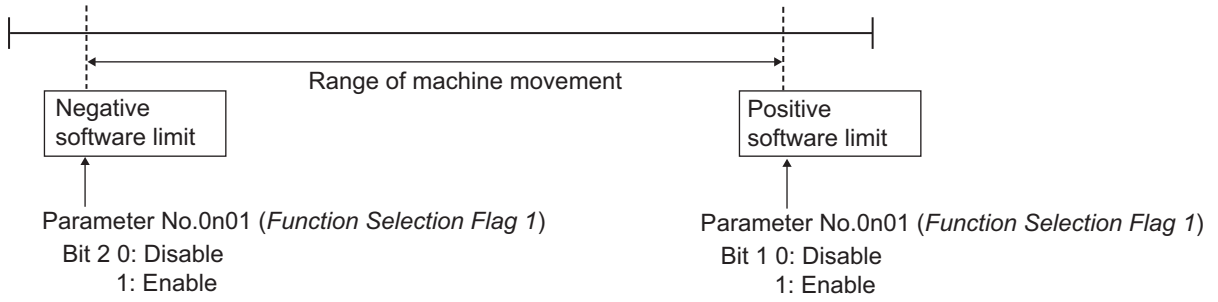 Range of machine movement
Negative
software limit
Positive
software limit
Parameter No.0n01 (Function Selection Flag 1)
Bit 2 0: Disable
1: Enable
Parameter No.0n01 (Function Selection Flag 1)
Bit 1 0: Disable
1: Enable